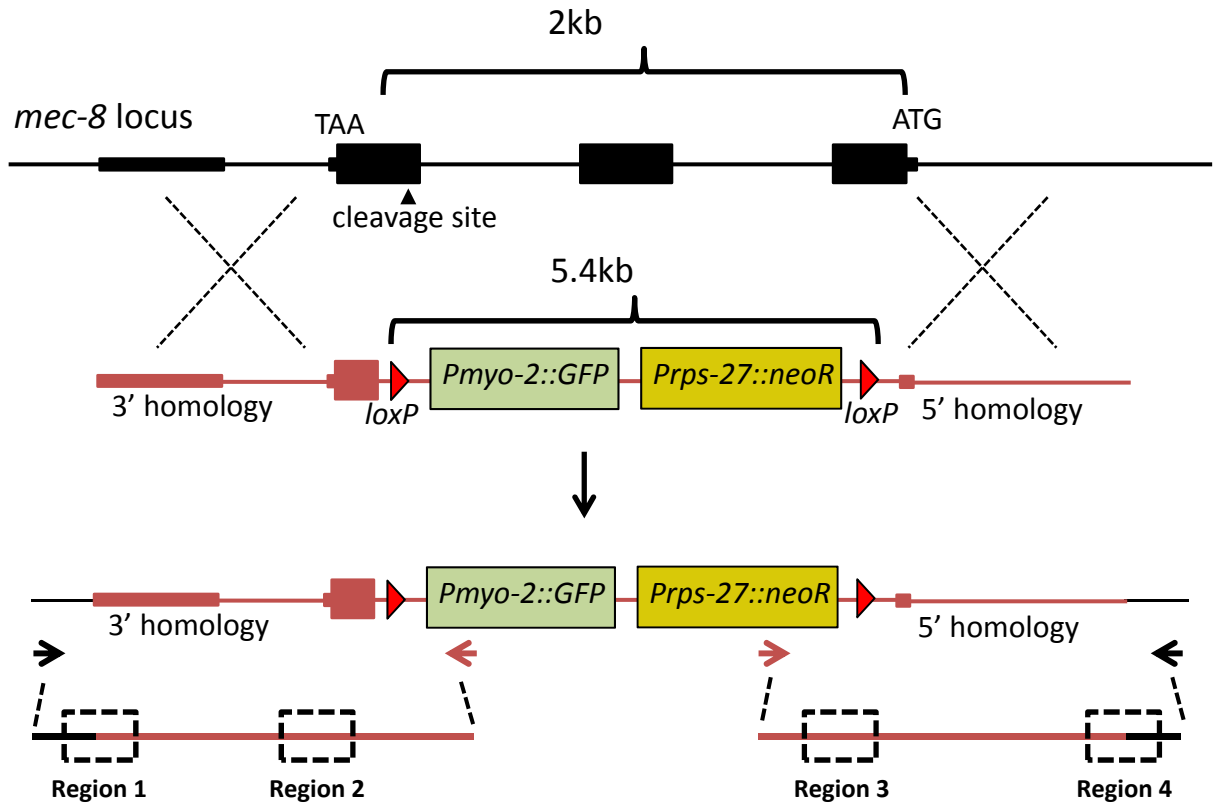 2kb
mec-8 locus
TAA
ATG
cleavage site
5.4kb
Pmyo-2::GFP
Prps-27::neoR
3’ homology
loxP
loxP
5’ homology
Pmyo-2::GFP
Prps-27::neoR
3’ homology
5’ homology
Region 1
Region 2
Region 3
Region 4